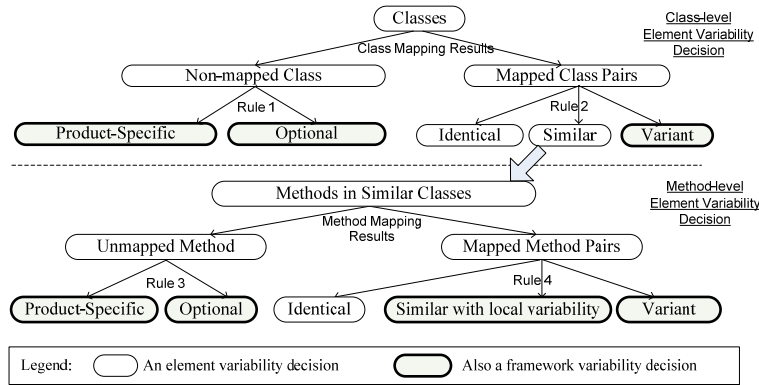 Classes
Class-level
Element Variability
Decision
Class Mapping Results
Non-mapped Class
Mapped Class Pairs
Rule 1
Rule 2
Product-Specific
Optional
Identical
Similar
Variant
Methods in Similar Classes
Method-level
Element Variability
Decision
Method Mapping
Results
Unmapped Method
Mapped Method Pairs
Rule 3
Rule 4
Product-Specific
Optional
Identical
Similar with local variability
Variant
Legend:
An element variability decision
Also a framework variability decision